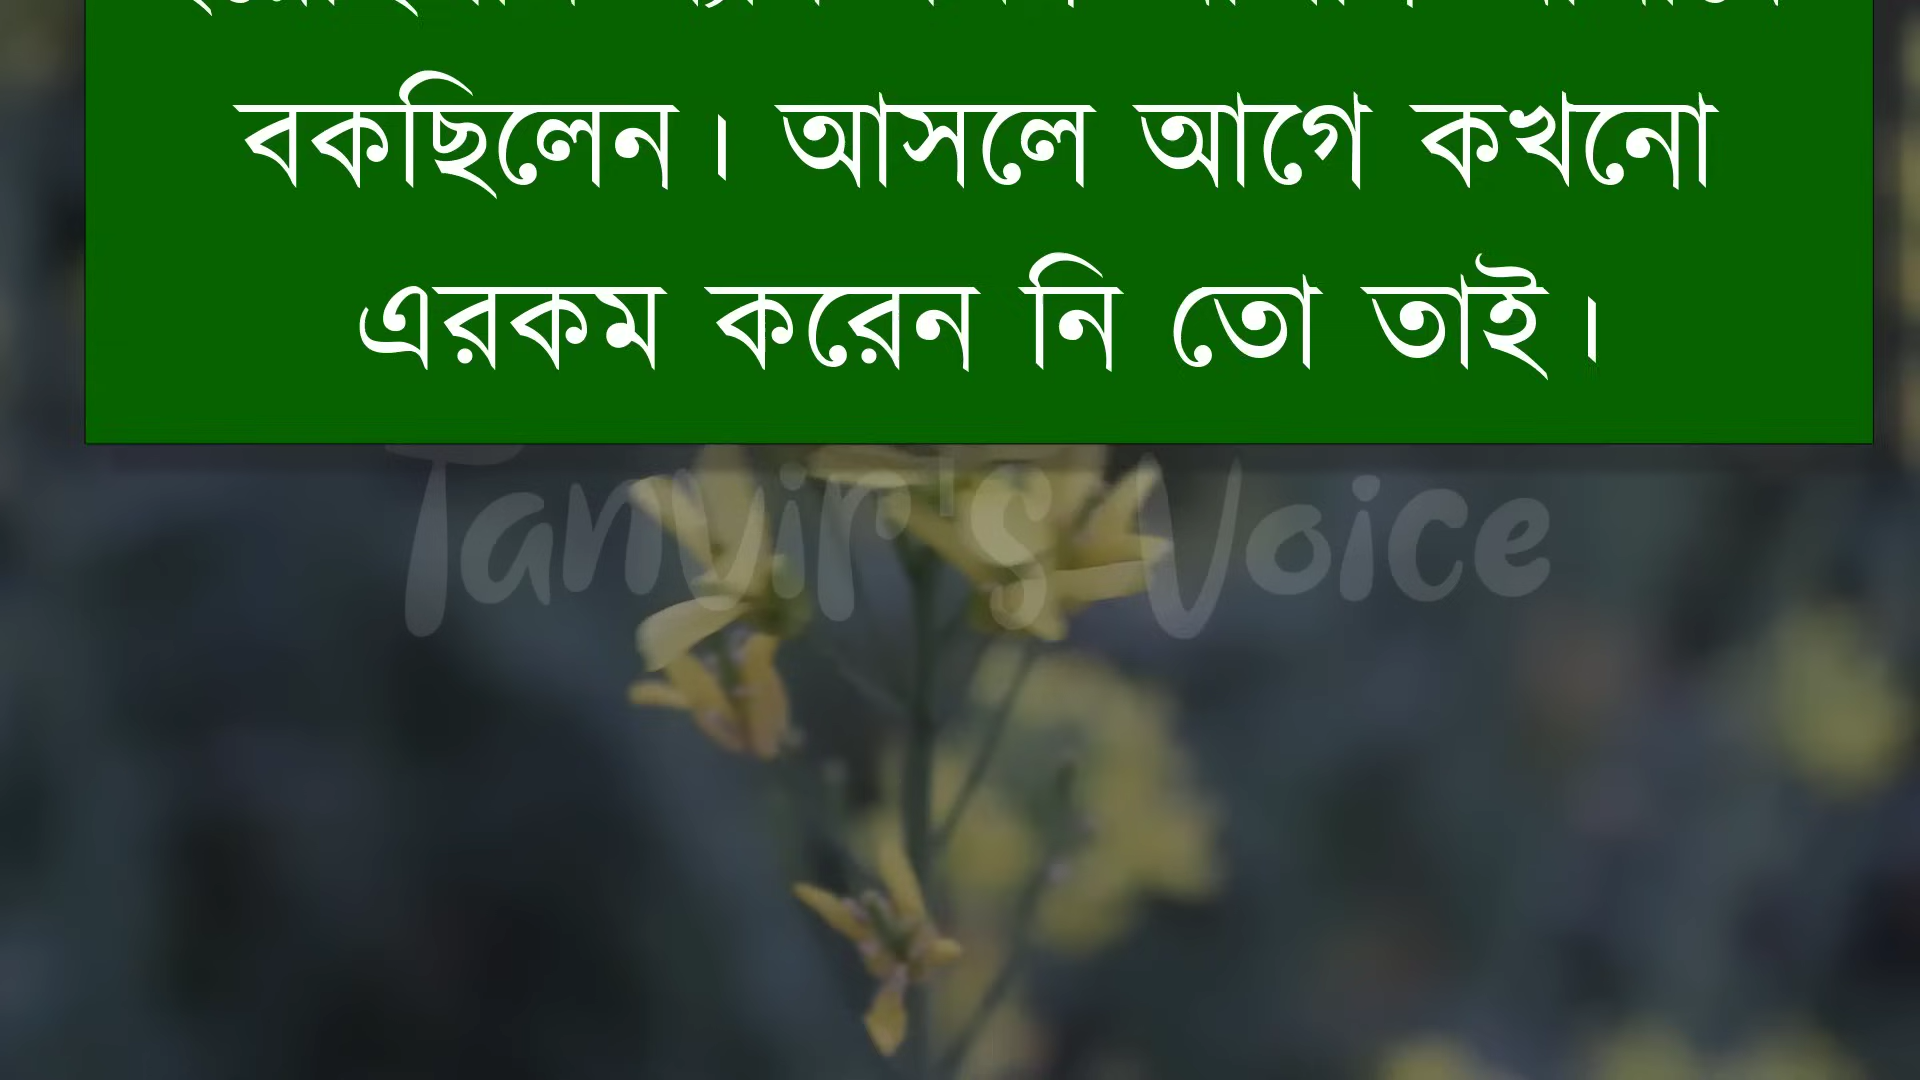 বকছিলেন। আসলে আগে কখনো
এরকম করেন নি তো তাই।
Tanvir's Voice